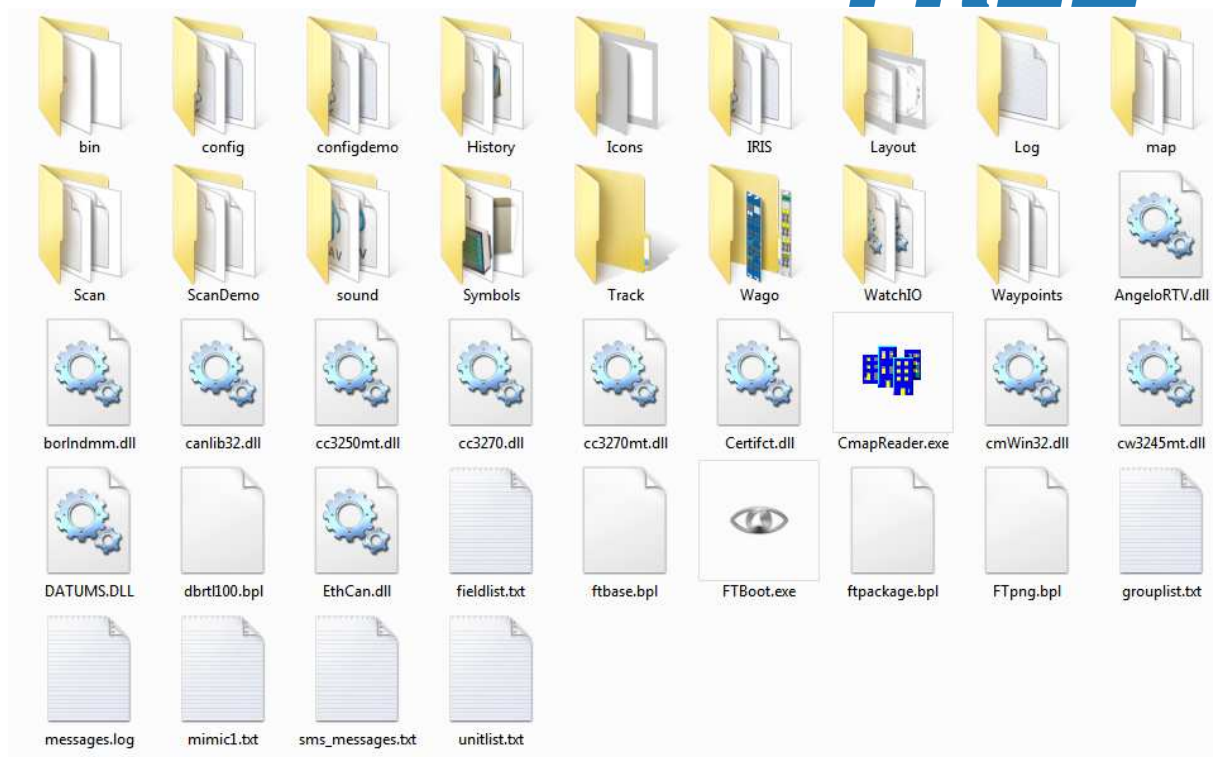 FREE
bin config configdemo History Icons IRIS Layout Log map
Scan ScanDemo sound Symbols Track Wago WatchIO Waypoints AngeloRTV.dll
borlndmm.dll canlib32.dll cc3250mt.dll cc3270.dll cc3270mt.dll Certifct.dll CmapReader.exe cmWin32.dll cw3245mt.dll
DATUMS.DLL dbrtl100.bpl EthCan.dll fieldlist.txt ftbase.bpl FTBoot.exe ftpackage.bpl FTpng.bpl grouplist.txt
messages.log mimic1.txt sms_messages.txt unitlist.txt